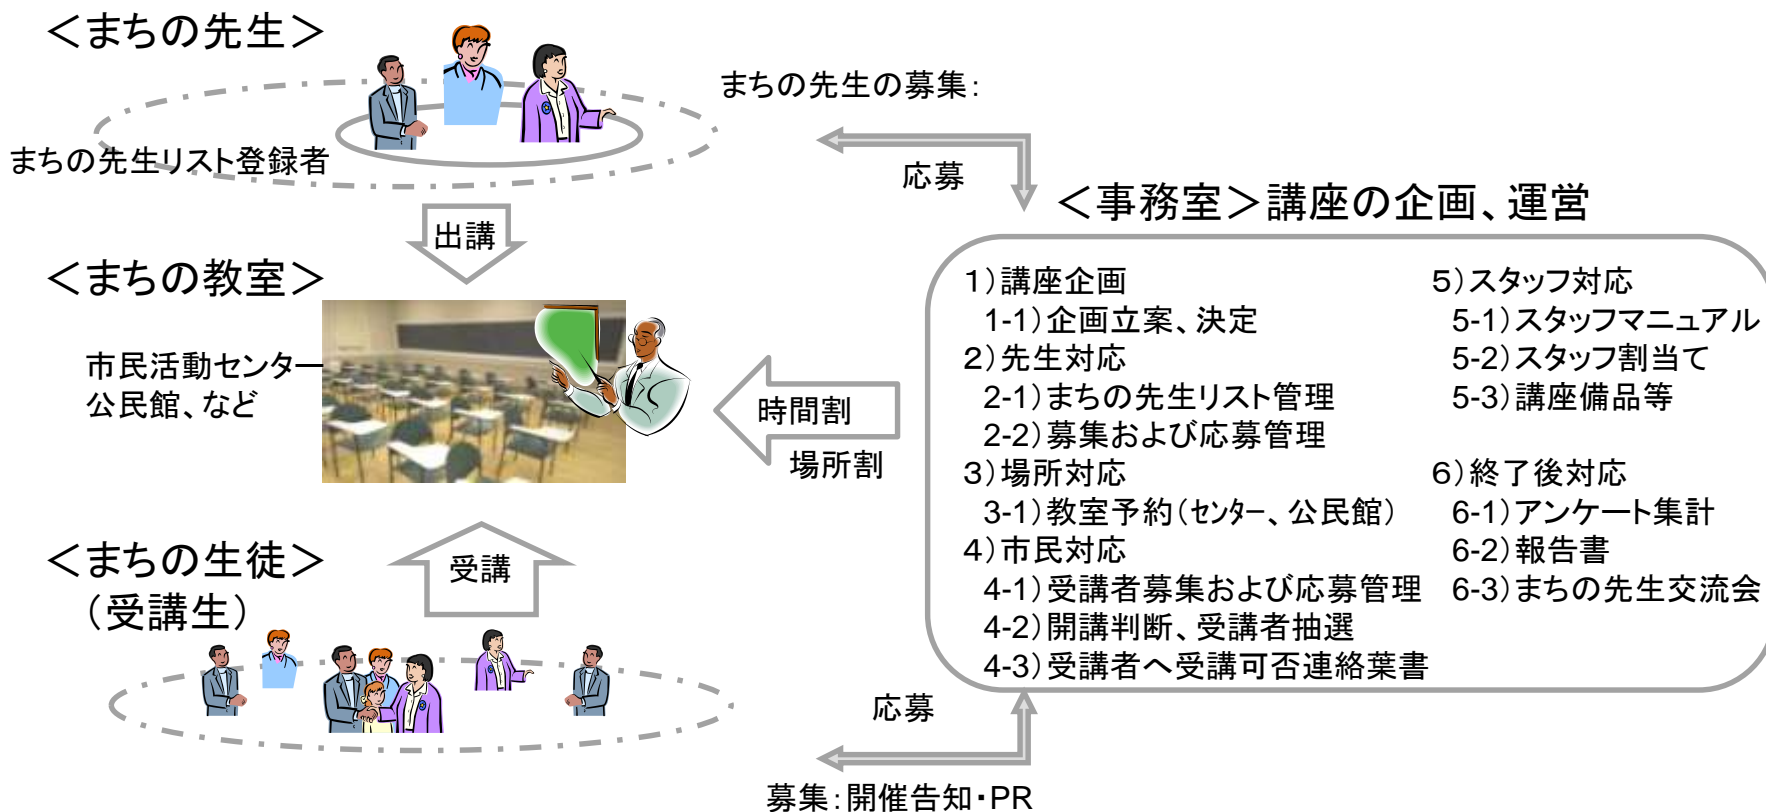 ＜まちの先生＞
まちの先生の募集：
まちの先生リスト登録者
応募
出講
＜まちの教室＞
市民活動センター
公民館、など
時間割
場所割
受講
＜まちの生徒＞
（受講生）
応募
募集：開催告知・PR
＜事務室＞講座の企画、運営
１）講座企画
1-1）企画立案、決定
２）先生対応
2-1）まちの先生リスト管理
2-2）募集および応募管理
３）場所対応
3-1）教室予約（ｾﾝﾀｰ、公民館）
４）市民対応
4-1）受講者募集および応募管理
4-2）開講判断、受講者抽選
4-3）受講者へ受講可否連絡葉書
５）スタッフ対応
5-1）スタッフマニュアル
5-2）スタッフ割当て
5-3）講座備品等
６）終了後対応
6-1）アンケート集計
6-2）報告書
6-3）まちの先生交流会